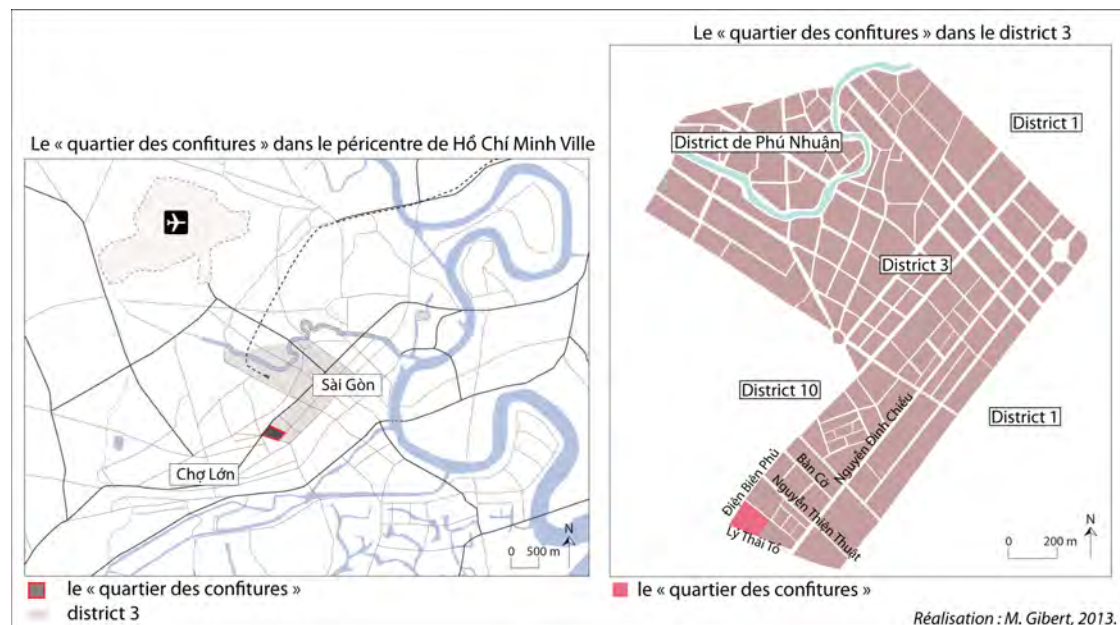 Le « quartier des confitures » dans le péricentre de Hồ Chí Minh Ville
Sài Gòn
Chợ Lớn
0 500 m
N
le « quartier des confitures »
district 3
Le « quartier des confitures » dans le district 3
District 1
District de Phú Nhuận
District 3
District 10
District 1
Nguyễn Đình Chiểu
Bàn Cờ
Điện Biên Phủ
Nguyễn Thiện Thuật
Lý Thái Tổ
0 200 m
N
le « quartier des confitures »
Réalisation : M. Gibert, 2013.